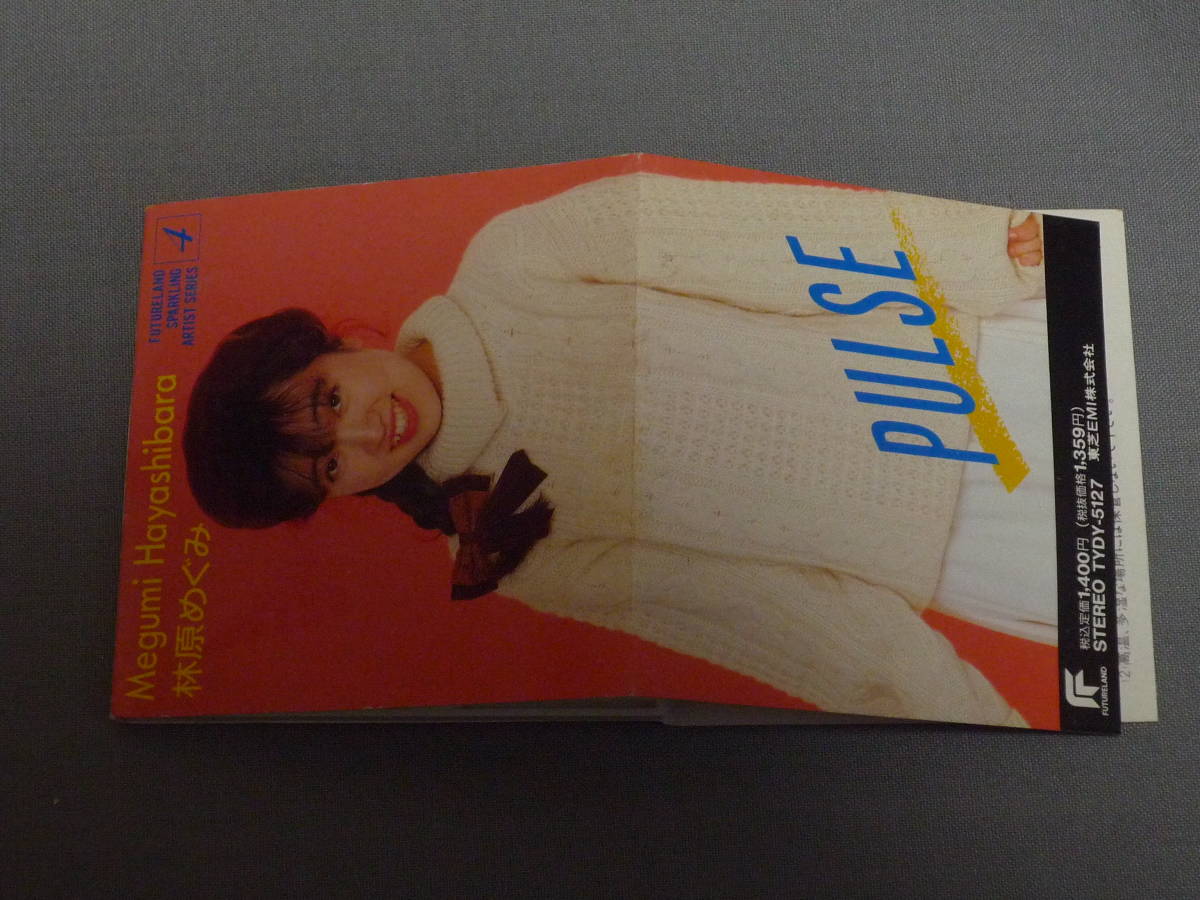 FUTURELAND
SPARKLING
ARTIST SERIES
4
Megumi Hayashibara
林原めぐみ
PULSE
税込定価1,400円(税抜価格1,359円)
STEREO TYDY-5127 東芝EMI株式会社
FUTURELAND